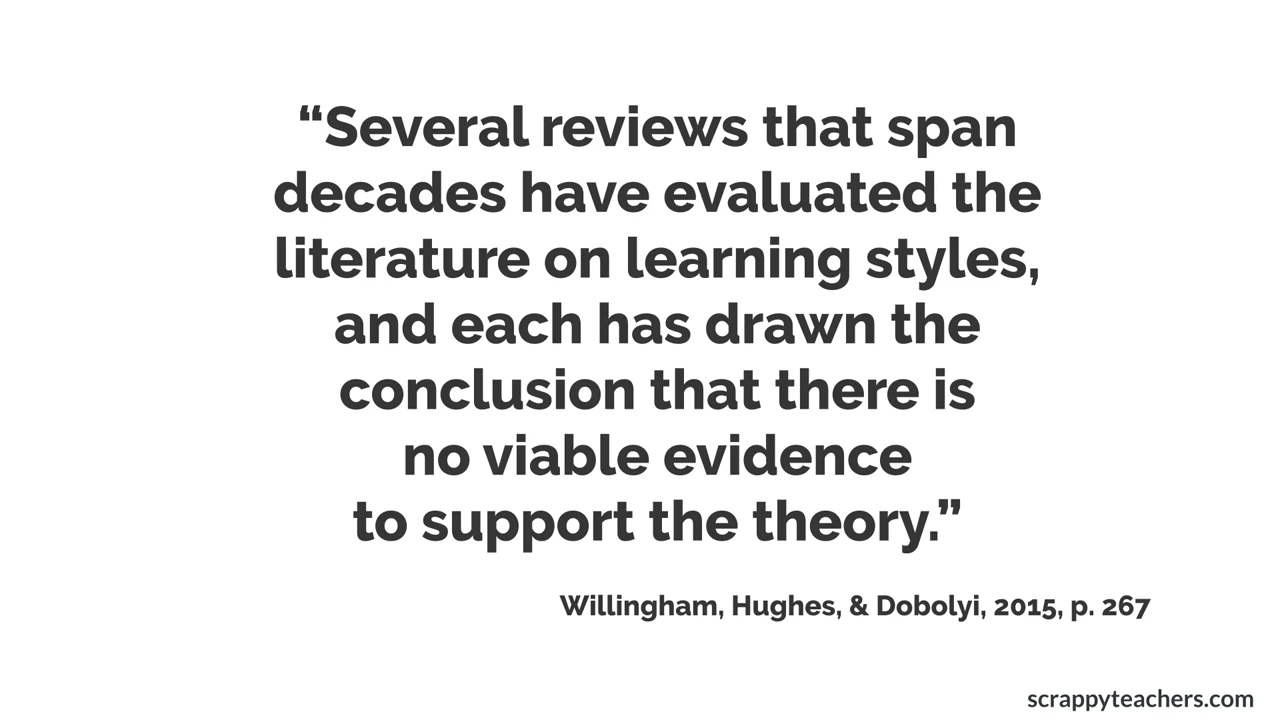 “Several reviews that span
decades have evaluated the
literature on learning styles,
and each has drawn the
conclusion that there is
no viable evidence
to support the theory.”
Willingham, Hughes, & Dobolyi, 2015, p. 267
scrappyteachers.com